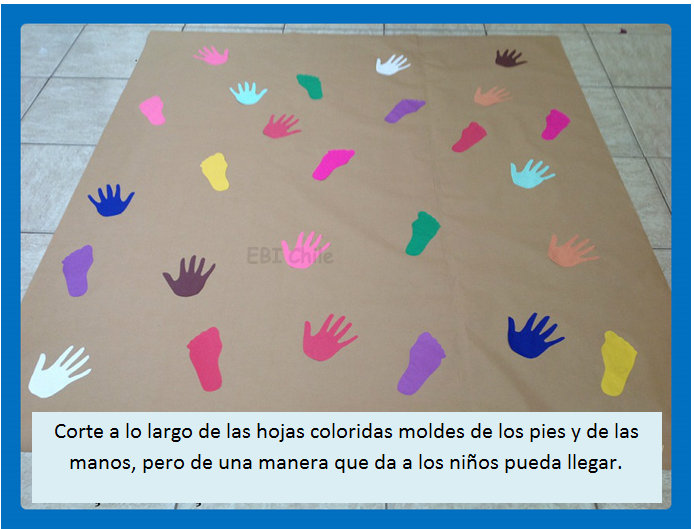 EBI Chile
Corte a lo largo de las hojas coloridas moldes de los pies y de las
manos, pero de una manera que da a los niños pueda llegar.